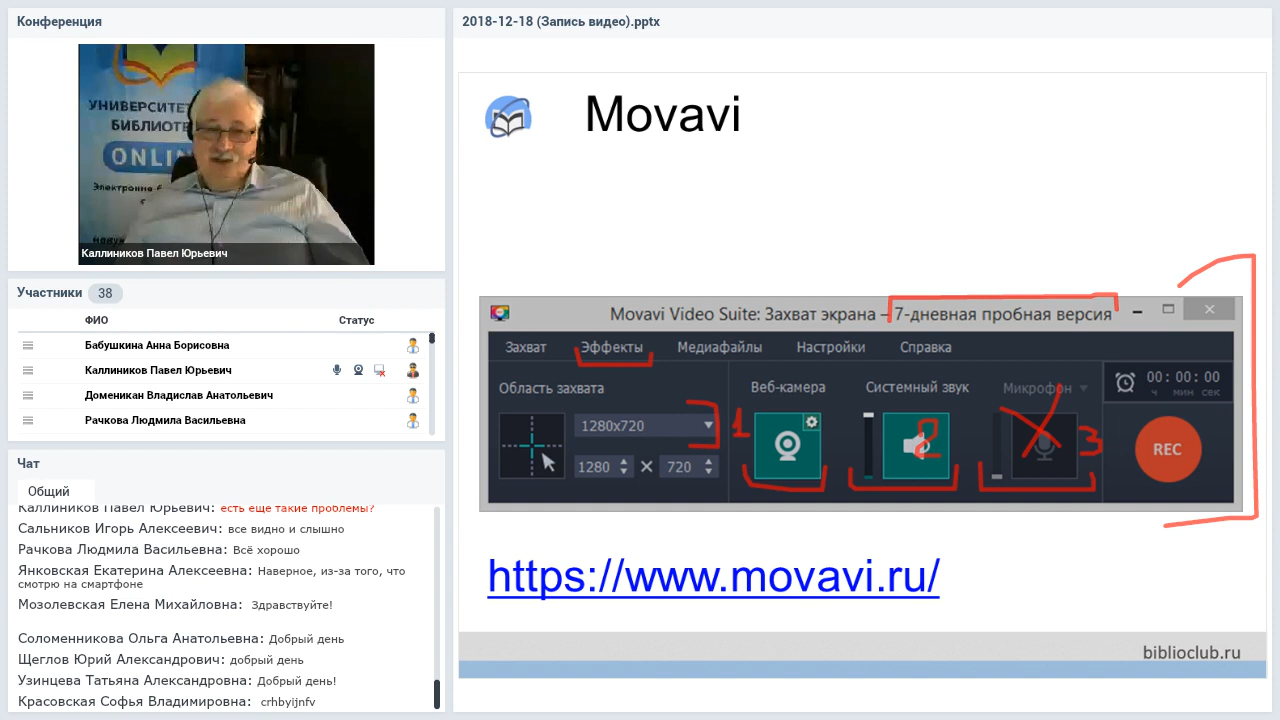 Конференция
УНИВЕРСИТЕТ
БИБЛИОТЕ
ONLIN
Каллиников Павел Юрьевич
Участники 38
ФИО Статус
Бабушкина Анна Борисовна
Каллиников Павел Юрьевич
Доменикан Владислав Анатольевич
Рачкова Людмила Васильевна
Чат
Общий
Каллиников Павел Юрьевич: есть еще такие проблемы?
Сальников Игорь Алексеевич: все видно и слышно
Рачкова Людмила Васильевна: Всё хорошо
Янковская Екатерина Алексеевна: Наверное, из-за того, что
смотрю на смартфоне
Мозолевская Елена Михайловна: Здравствуйте!
Соломенникова Ольга Анатольевна: Добрый день
Щеглов Юрий Александрович: добрый день
Узинцева Татьяна Александровна: Добрый день!
Красовская Софья Владимировна: crhbyijnfv
2018-12-18 (Запись видео).pptx
Movavi
Movavi Video Suite: Захват экрана – 7-дневная пробная версия
Захват Эффекты Медиафайлы Настройки Справка
Область захвата Веб-камера Системный звук Микрофон
00:00:00
ч мин сек
1280x720
1280 X 720
1 2 3
REC
https://www.movavi.ru/
biblioclub.ru